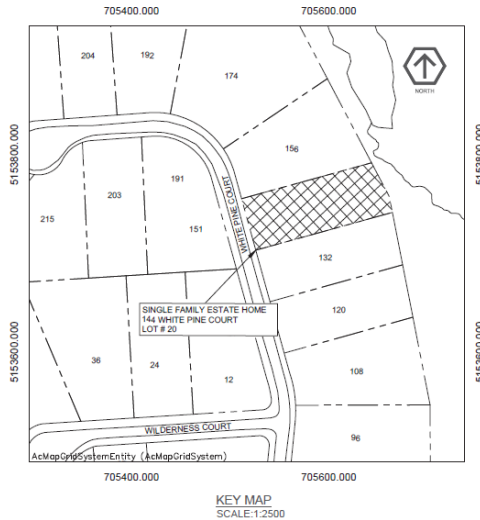 705400.000
705600.000
204
192
174
NORTH
5153800.000
5153800.000
156
WHITE PINE COURT
191
203
215
151
132
SINGLE FAMILY ESTATE HOME
144 WHITE PINE COURT
LOT # 20
120
5153600.000
5153600.000
36
24
12
108
WILDERNESS COURT
96
AcMapGridSystemEntity (AcMapGridSystem)
705400.000
705600.000
KEY MAP
SCALE:1:2500